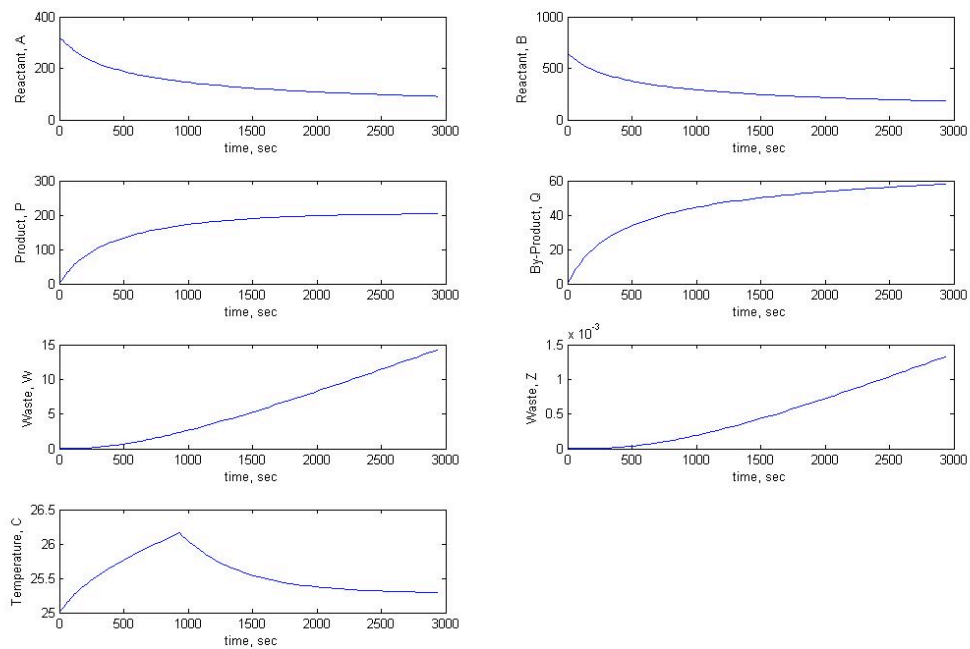 400
200
0
Reactant, A
0 500 1000 1500 2000 2500 3000
time, sec
1000
500
0
Reactant, B
0 500 1000 1500 2000 2500 3000
time, sec
300
200
100
0
Product, P
0 500 1000 1500 2000 2500 3000
time, sec
60
40
20
0
By-Product, Q
0 500 1000 1500 2000 2500 3000
time, sec
15
10
5
0
Waste, W
0 500 1000 1500 2000 2500 3000
time, sec
x 10^-3
1.5
1
0.5
0
Waste, Z
0 500 1000 1500 2000 2500 3000
time, sec
26.5
26
25.5
25
Temperature, C
0 500 1000 1500 2000 2500 3000
time, sec